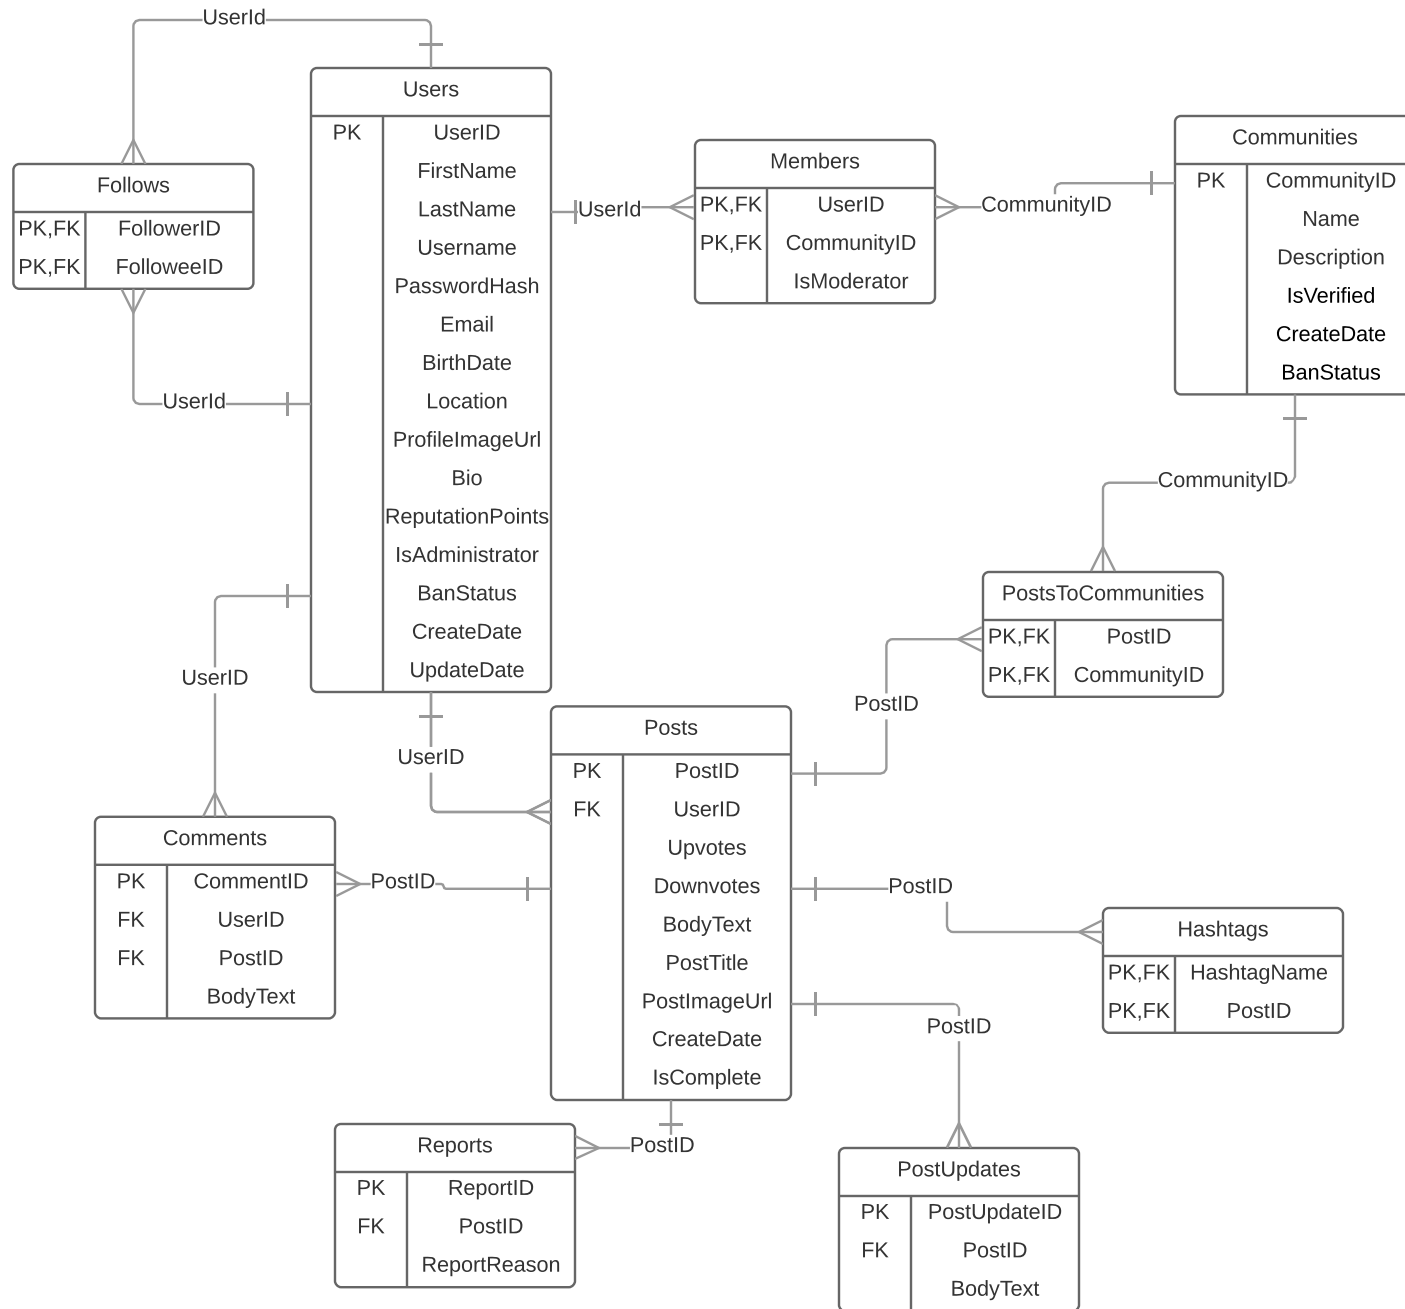 UserId
Users
PK UserID
FirstName
LastName
Username
PasswordHash
Email
BirthDate
Location
ProfileImageUrl
Bio
ReputationPoints
IsAdministrator
BanStatus
CreateDate
UpdateDate
Follows
PK,FK FollowerID
PK,FK FolloweeID
UserId
UserId
Members
PK,FK UserID
PK,FK CommunityID
IsModerator
CommunityID
Communities
PK CommunityID
Name
Description
IsVerified
CreateDate
BanStatus
CommunityID
PostsToCommunities
PK,FK PostID
PK,FK CommunityID
PostID
UserID
UserID
Posts
PK PostID
FK UserID
Upvotes
Downvotes
BodyText
PostTitle
PostImageUrl
CreateDate
IsComplete
Comments
PK CommentID
FK UserID
FK PostID
BodyText
PostID
PostID
Hashtags
PK,FK HashtagName
PK,FK PostID
PostID
PostID
Reports
PK ReportID
FK PostID
ReportReason
PostUpdates
PK PostUpdateID
FK PostID
BodyText